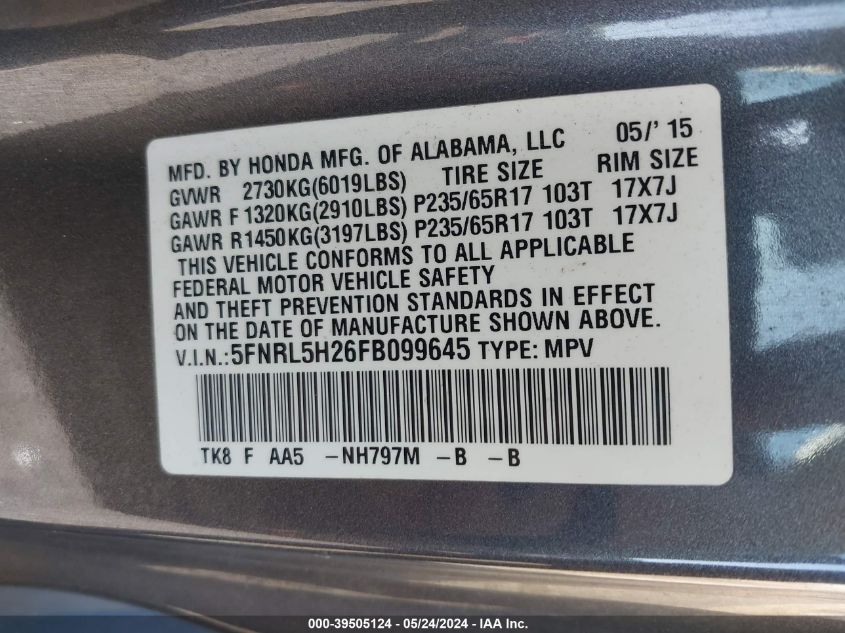 MFD. BY HONDA MFG. OF ALABAMA, LLC 05/' 15
GVWR 2730KG(6019LBS) TIRE SIZE RIM SIZE
GAWR F 1320KG(2910LBS) P235/65R17 103T 17X7J
GAWR R1450KG(3197LBS) P235/65R17 103T 17X7J
THIS VEHICLE CONFORMS TO ALL APPLICABLE
FEDERAL MOTOR VEHICLE SAFETY
AND THEFT PREVENTION STANDARDS IN EFFECT
ON THE DATE OF MANUFACTURE SHOWN ABOVE.
V.I.N.:5FNRL5H26FB099645 TYPE: MPV
TK8 F AA5 -NH797M -B -B
000-39505124 - 05/24/2024 - IAA Inc.